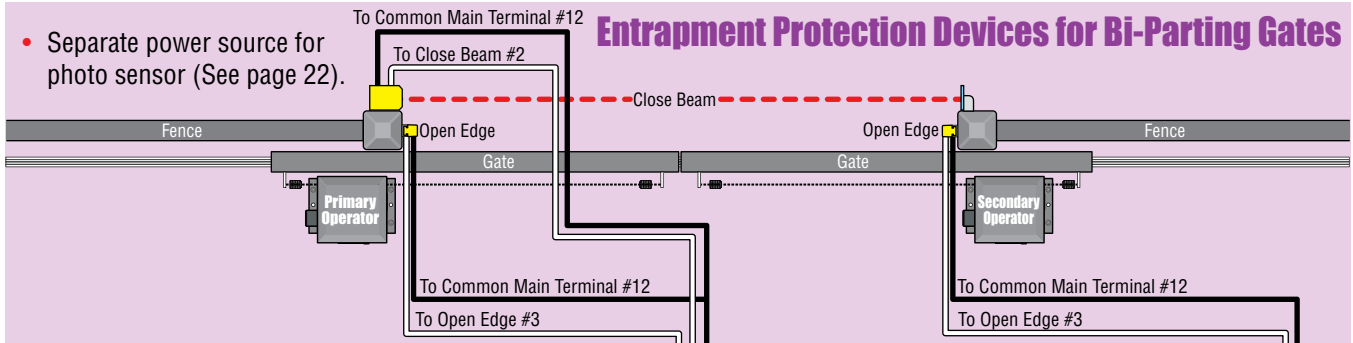 To Common Main Terminal #12
Entrapment Protection Devices for Bi-Parting Gates
• Separate power source for
photo sensor (See page 22).
To Close Beam #2
Close Beam
Fence
Open Edge
Open Edge
Fence
Gate
Gate
Primary
Operator
Secondary
Operator
To Common Main Terminal #12
To Common Main Terminal #12
To Open Edge #3
To Open Edge #3